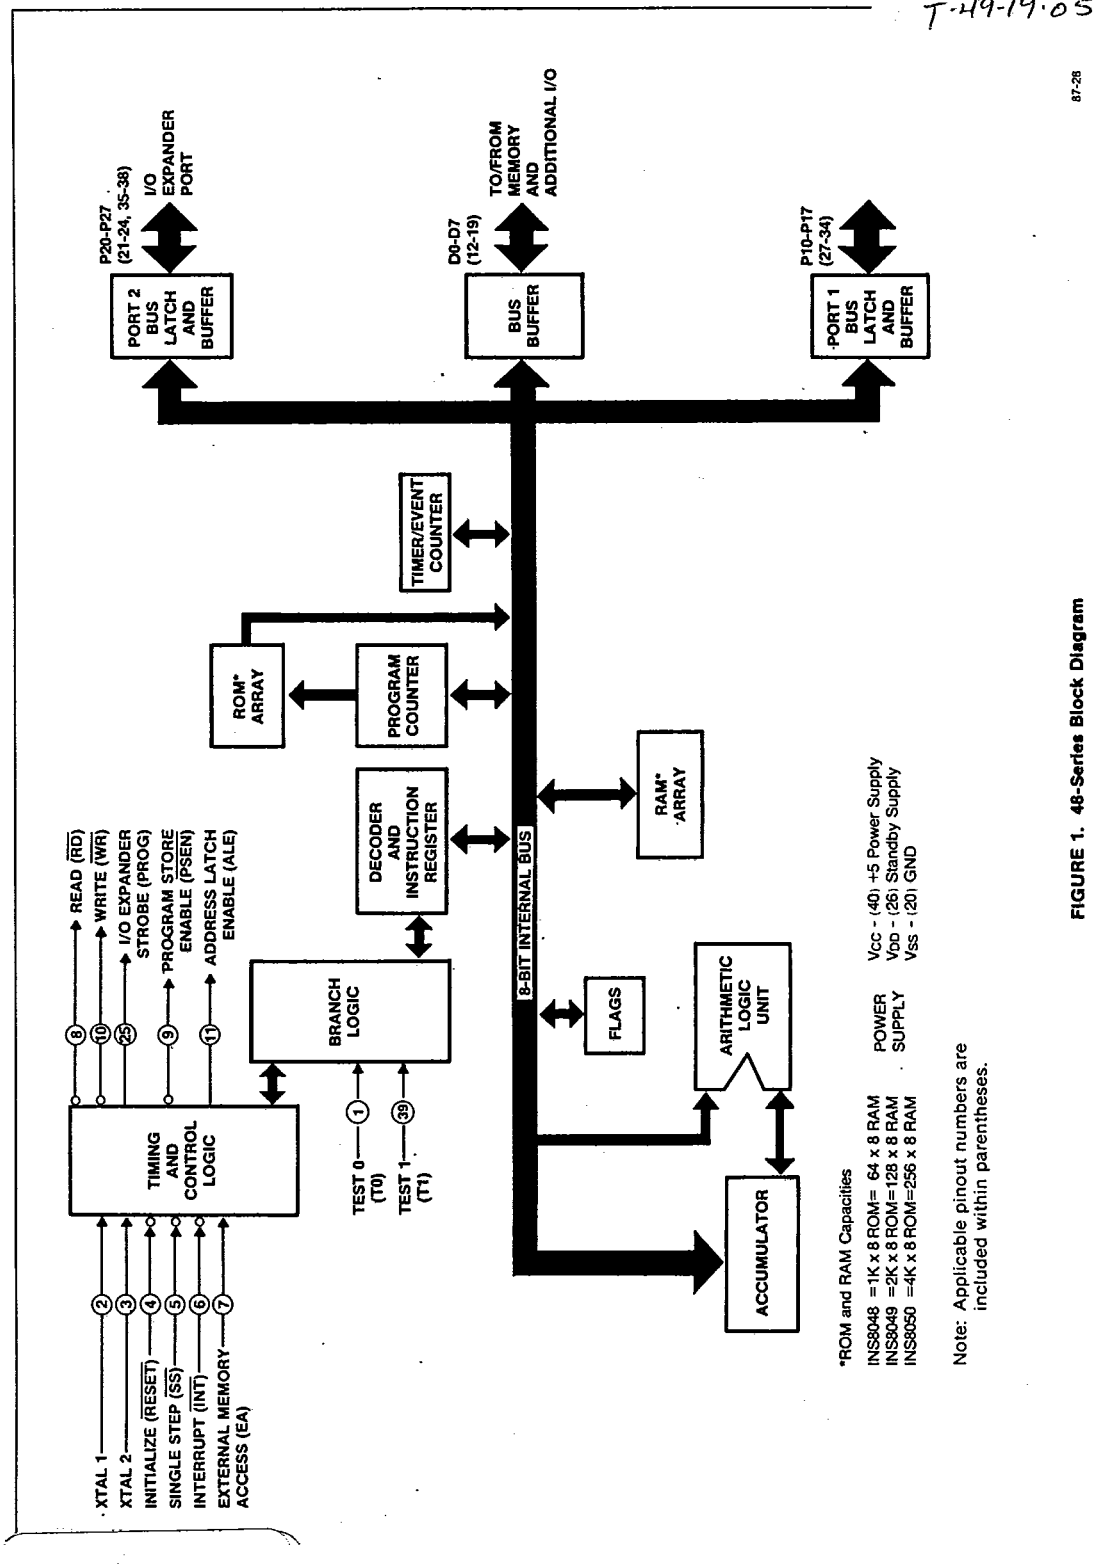 T-49-19-05
87-28
P20-P27
(21-24, 35-38)
I/O
EXPANDER
PORT
PORT 2
BUS
LATCH
AND
BUFFER
D0-D7
(12-19)
TO/FROM
MEMORY
AND
ADDITIONAL I/O
BUS
BUFFER
P10-P17
(27-34)
PORT 1
BUS
LATCH
AND
BUFFER
TIMER/EVENT
COUNTER
ROM*
ARRAY
PROGRAM
COUNTER
DECODER
AND
INSTRUCTION
REGISTER
8-BIT INTERNAL BUS
RAM*
ARRAY
8 READ (RD)
10 WRITE (WR)
25 I/O EXPANDER
STROBE (PROG)
9 PROGRAM STORE
ENABLE (PSEN)
11 ADDRESS LATCH
ENABLE (ALE)
BRANCH
LOGIC
FLAGS
ARITHMETIC
LOGIC
UNIT
TIMING
AND
CONTROL
LOGIC
TEST 0 1
(T0)
TEST 1 39
(T1)
ACCUMULATOR
XTAL 1 2
XTAL 2 3
INITIALIZE (RESET) 4
SINGLE STEP (SS) 5
INTERRUPT (INT) 6
EXTERNAL MEMORY 7
ACCESS (EA)
*ROM and RAM Capacities
INS8048 =1K x 8 ROM= 64 x 8 RAM
INS8049 =2K x 8 ROM=128 x 8 RAM
INS8050 =4K x 8 ROM=256 x 8 RAM
POWER
SUPPLY
VCC - (40) +5 Power Supply
VDD - (26) Standby Supply
VSS - (20) GND
Note: Applicable pinout numbers are
included within parentheses.
FIGURE 1. 48-Series Block Diagram